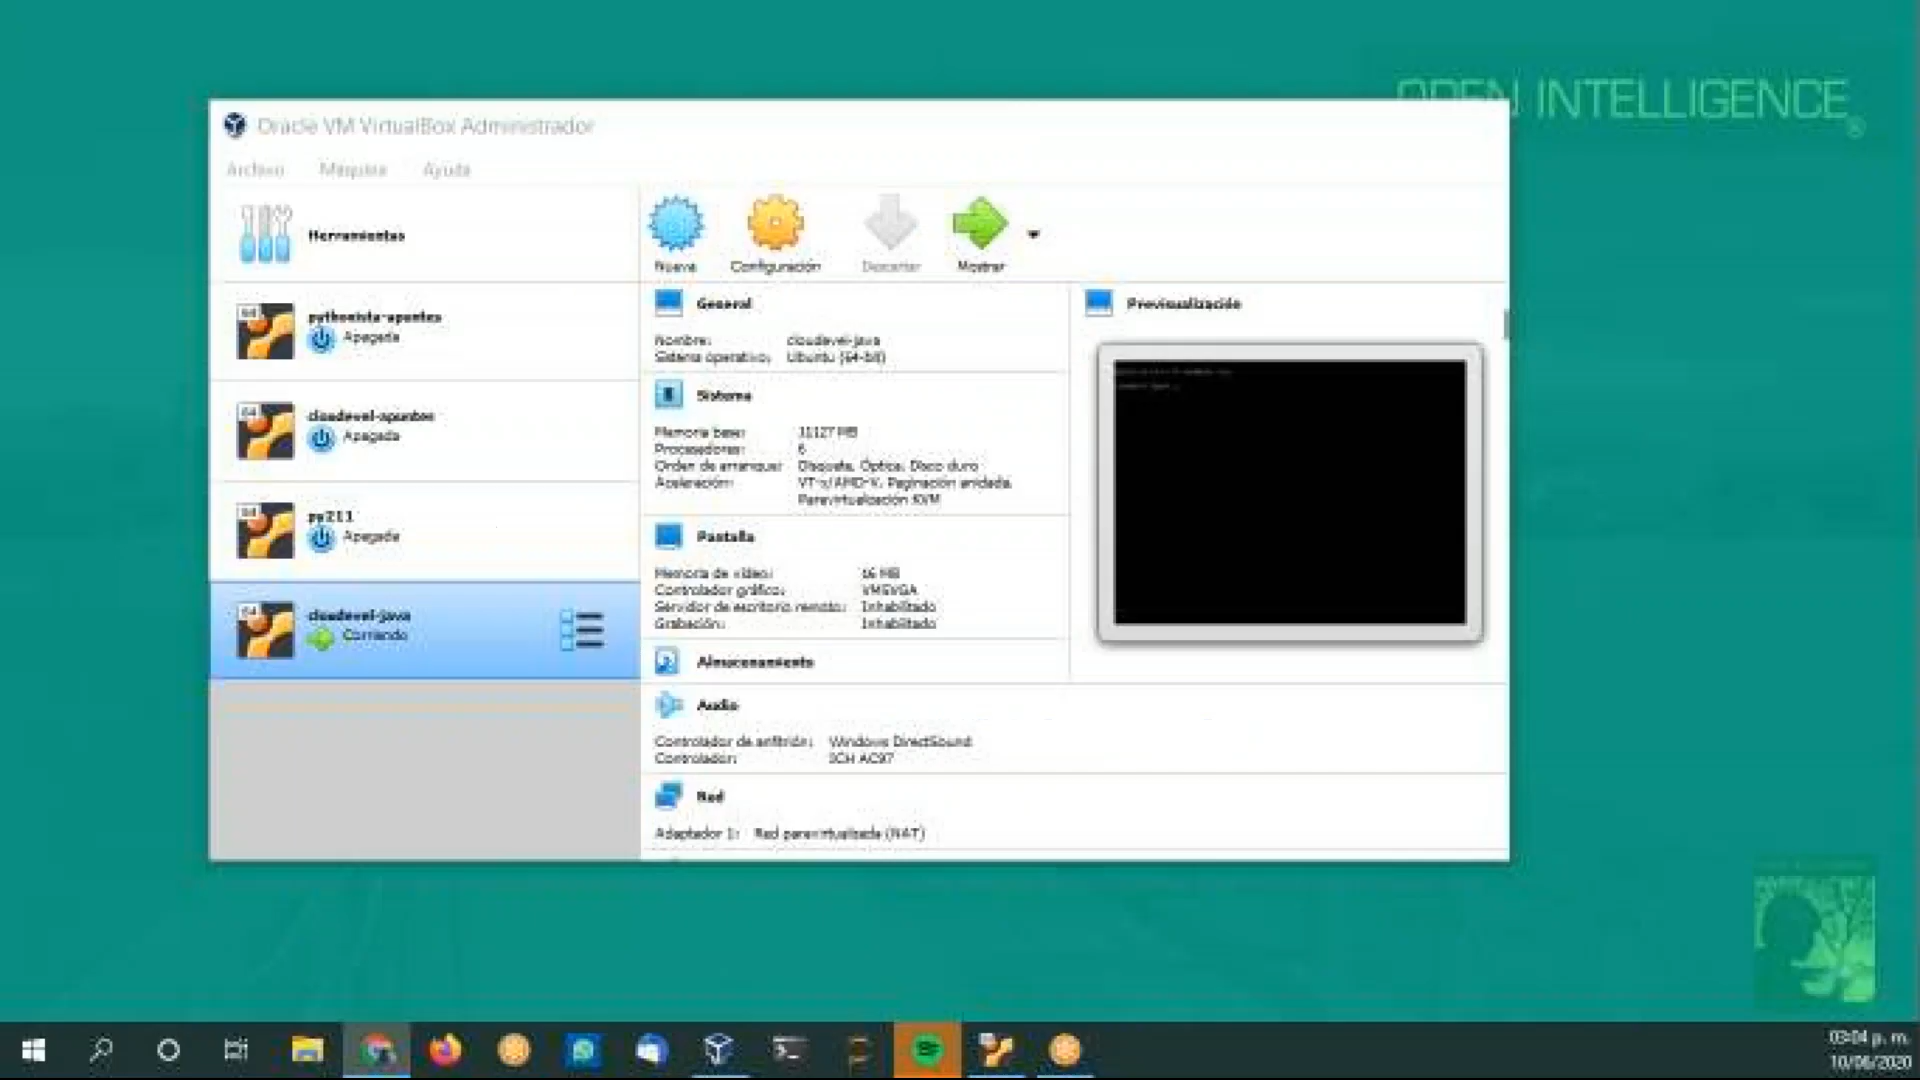 OPEN INTELLIGENCE®
Oracle VM VirtualBox Administrador
Archivo Máquina Ayuda
Herramientas
Nueva Configuración Descartar Mostrar
pythonista-apuntes
Apagada
cloudevel-apuntes
Apagada
py211
Apagada
cloudevel-java
Corriendo
General
Nombre: cloudevel-java
Sistema operativo: Ubuntu (64-bit)
Sistema
Memoria base: 11127 MB
Procesadores: 6
Orden de arranque: Disquete, Óptica, Disco duro
Aceleración: VT-x/AMD-V, Paginación anidada,
Paravirtualización KVM
Pantalla
Memoria de vídeo: 16 MB
Controlador gráfico: VMSVGA
Servidor de escritorio remoto: Inhabilitado
Grabación: Inhabilitado
Almacenamiento
Audio
Controlador de anfitrión: Windows DirectSound
Controlador: ICH AC97
Red
Adaptador 1: Red paravirtualizada (NAT)
Previsualización
03:04 p. m.
10/06/2020